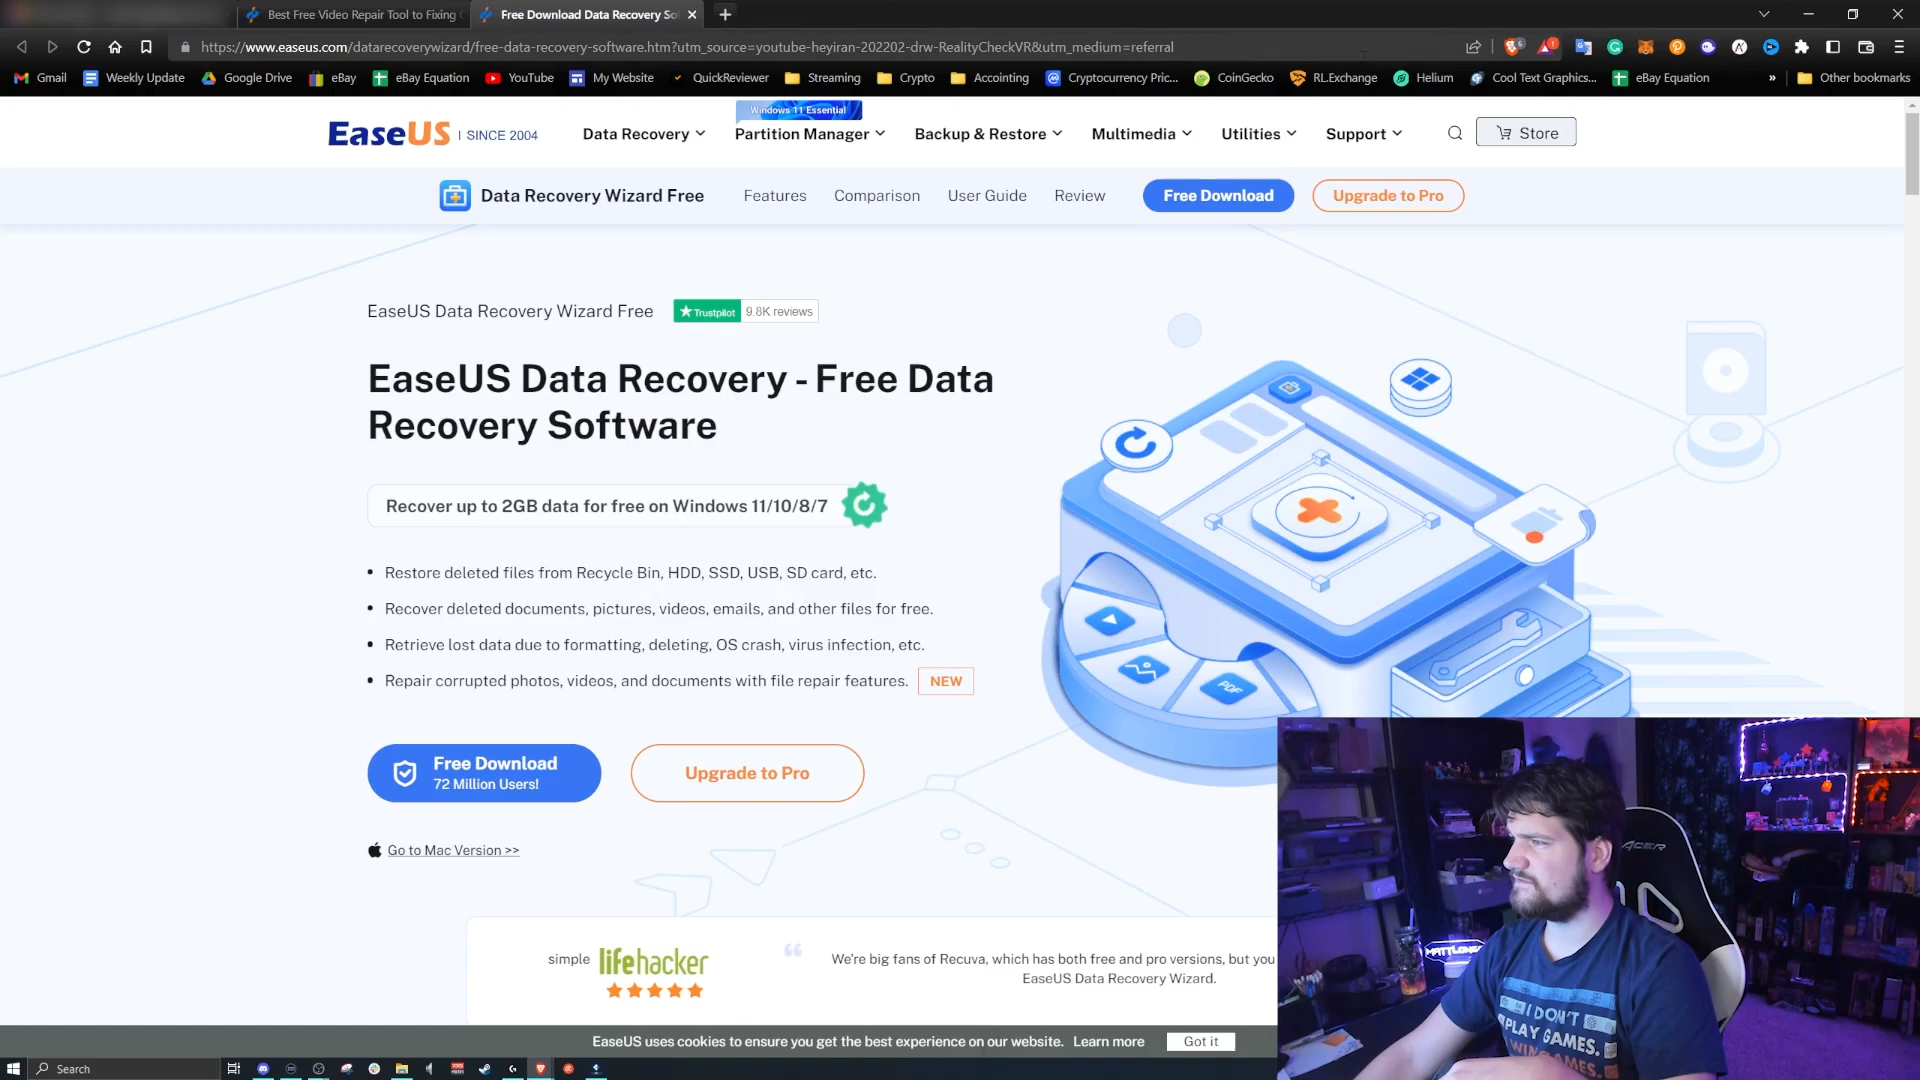 Best Free Video Repair Tool to Fixing
Free Download Data Recovery So
https://www.easeus.com/datarecoverywizard/free-data-recovery-software.htm?utm_source=youtube-heyiran-202202-drw-RealityCheckVR&utm_medium=referral
Gmail Weekly Update Google Drive eBay eBay Equation YouTube My Website QuickReviewer Streaming Crypto Accointing Cryptocurrency Pric... CoinGecko RL.Exchange Helium Cool Text Graphics... eBay Equation » Other bookmarks
Windows 11 Essential
EaseUS | SINCE 2004 Data Recovery Partition Manager Backup & Restore Multimedia Utilities Support Store
Data Recovery Wizard Free Features Comparison User Guide Review Free Download Upgrade to Pro
EaseUS Data Recovery Wizard Free Trustpilot 9.8K reviews
EaseUS Data Recovery - Free Data
Recovery Software
Recover up to 2GB data for free on Windows 11/10/8/7
• Restore deleted files from Recycle Bin, HDD, SSD, USB, SD card, etc.
• Recover deleted documents, pictures, videos, emails, and other files for free.
• Retrieve lost data due to formatting, deleting, OS crash, virus infection, etc.
• Repair corrupted photos, videos, and documents with file repair features. NEW
PDF
Free Download
72 Million Users!
Upgrade to Pro
Go to Mac Version >>
simple lifehacker
We're big fans of Recuva, which has both free and pro versions, but you
EaseUS Data Recovery Wizard.
EaseUS uses cookies to ensure you get the best experience on our website. Learn more Got it
Search
ACER
I DON'T
PLAY GAMES.